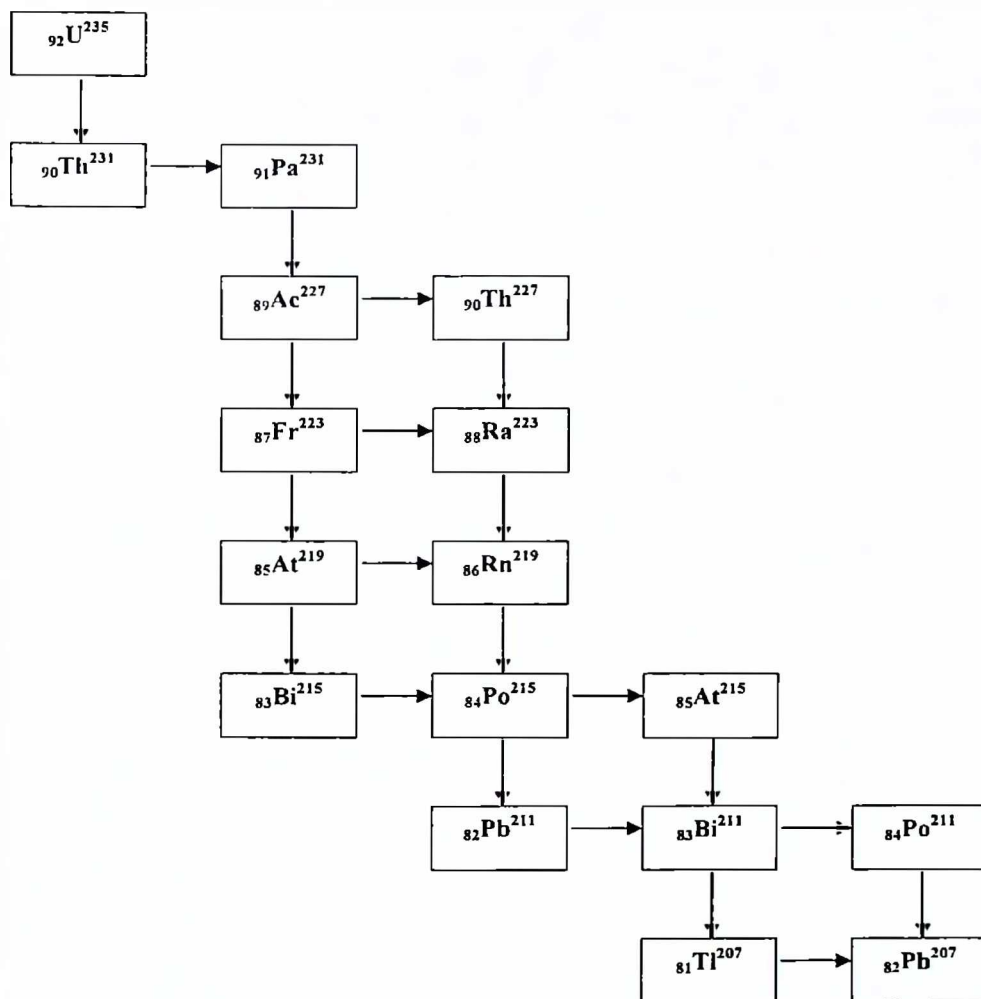 ₉₂U²³⁵
₉₀Th²³¹ ₉₁Pa²³¹
₈₉Ac²²⁷ ₉₀Th²²⁷
₈₇Fr²²³ ₈₈Ra²²³
₈₅At²¹⁹ ₈₆Rn²¹⁹
₈₃Bi²¹⁵ ₈₄Po²¹⁵ ₈₅At²¹⁵
₈₂Pb²¹¹ ₈₃Bi²¹¹ ₈₄Po²¹¹
₈₁Tl²⁰⁷ ₈₂Pb²⁰⁷